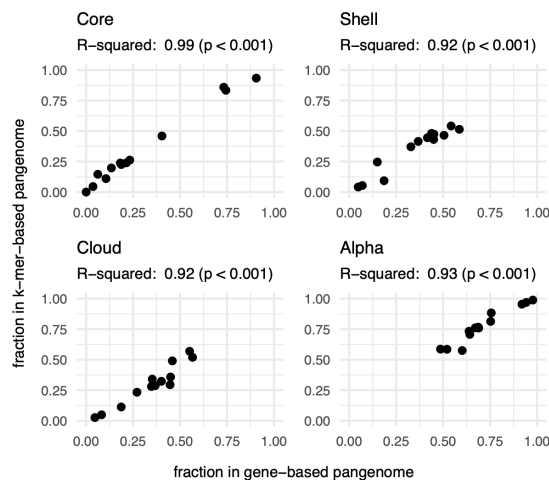 Core
R-squared: 0.99 (p < 0.001)
Shell
R-squared: 0.92 (p < 0.001)
1.00
0.75
0.50
0.25
0.00
0.00 0.25 0.50 0.75 1.00
1.00
0.75
0.50
0.25
0.00
0.00 0.25 0.50 0.75 1.00
Cloud
R-squared: 0.92 (p < 0.001)
Alpha
R-squared: 0.93 (p < 0.001)
1.00
0.75
0.50
0.25
0.00
0.00 0.25 0.50 0.75 1.00
1.00
0.75
0.50
0.25
0.00
0.00 0.25 0.50 0.75 1.00
fraction in k-mer-based pangenome
fraction in gene-based pangenome